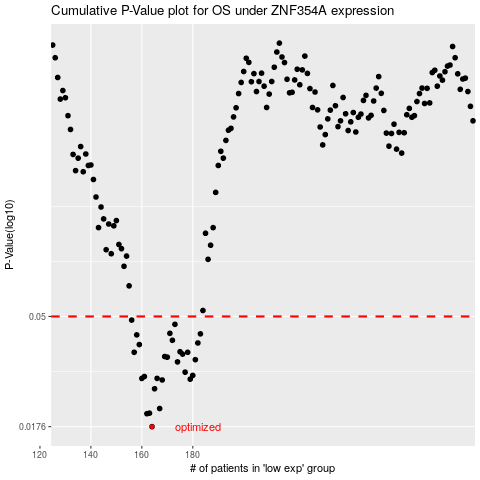 Cumulative P-Value plot for OS under ZNF354A expression
P-Value(log10)
0.05
0.0176
optimized
120 140 160 180
# of patients in 'low exp' group